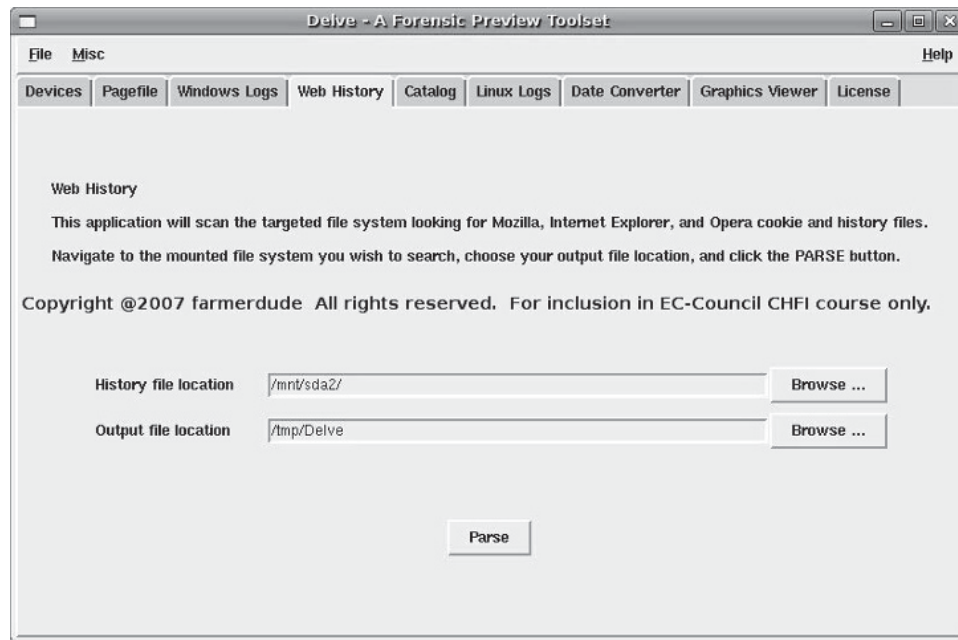 Delve - A Forensic Preview Toolset
File Misc Help
Devices Pagefile Windows Logs Web History Catalog Linux Logs Date Converter Graphics Viewer License
Web History
This application will scan the targeted file system looking for Mozilla, Internet Explorer, and Opera cookie and history files.
Navigate to the mounted file system you wish to search, choose your output file location, and click the PARSE button.
Copyright @2007 farmerdude All rights reserved. For inclusion in EC-Council CHFI course only.
History file location /mnt/sda2/ Browse ...
Output file location /tmp/Delve Browse ...
Parse